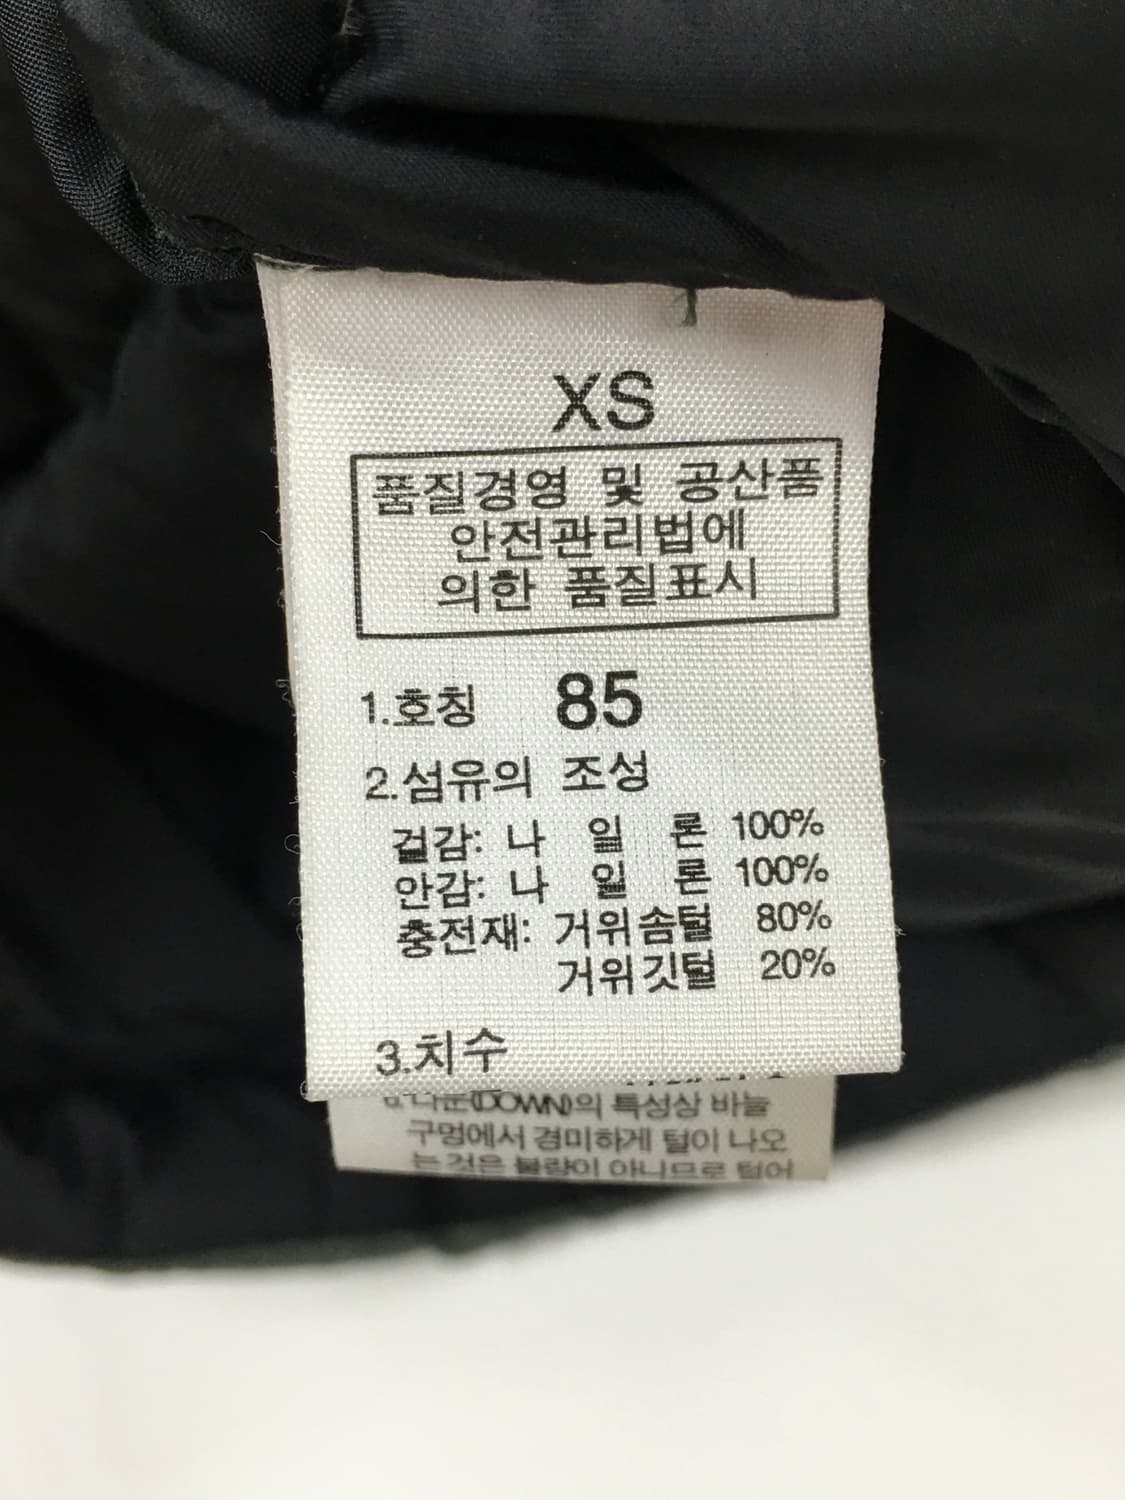 XS
품질경영 및 공산품
안전관리법에
의한 품질표시
1.호칭 85
2.섬유의 조성
겉감: 나 일 론 100%
안감: 나 일 론 100%
충전재: 거위솜털 80%
거위깃털 20%
3.치수
6.다운(DOWN)의 특성상 바늘
구멍에서 경미하게 털이 나오
는것은 불량이 아니므로 털어